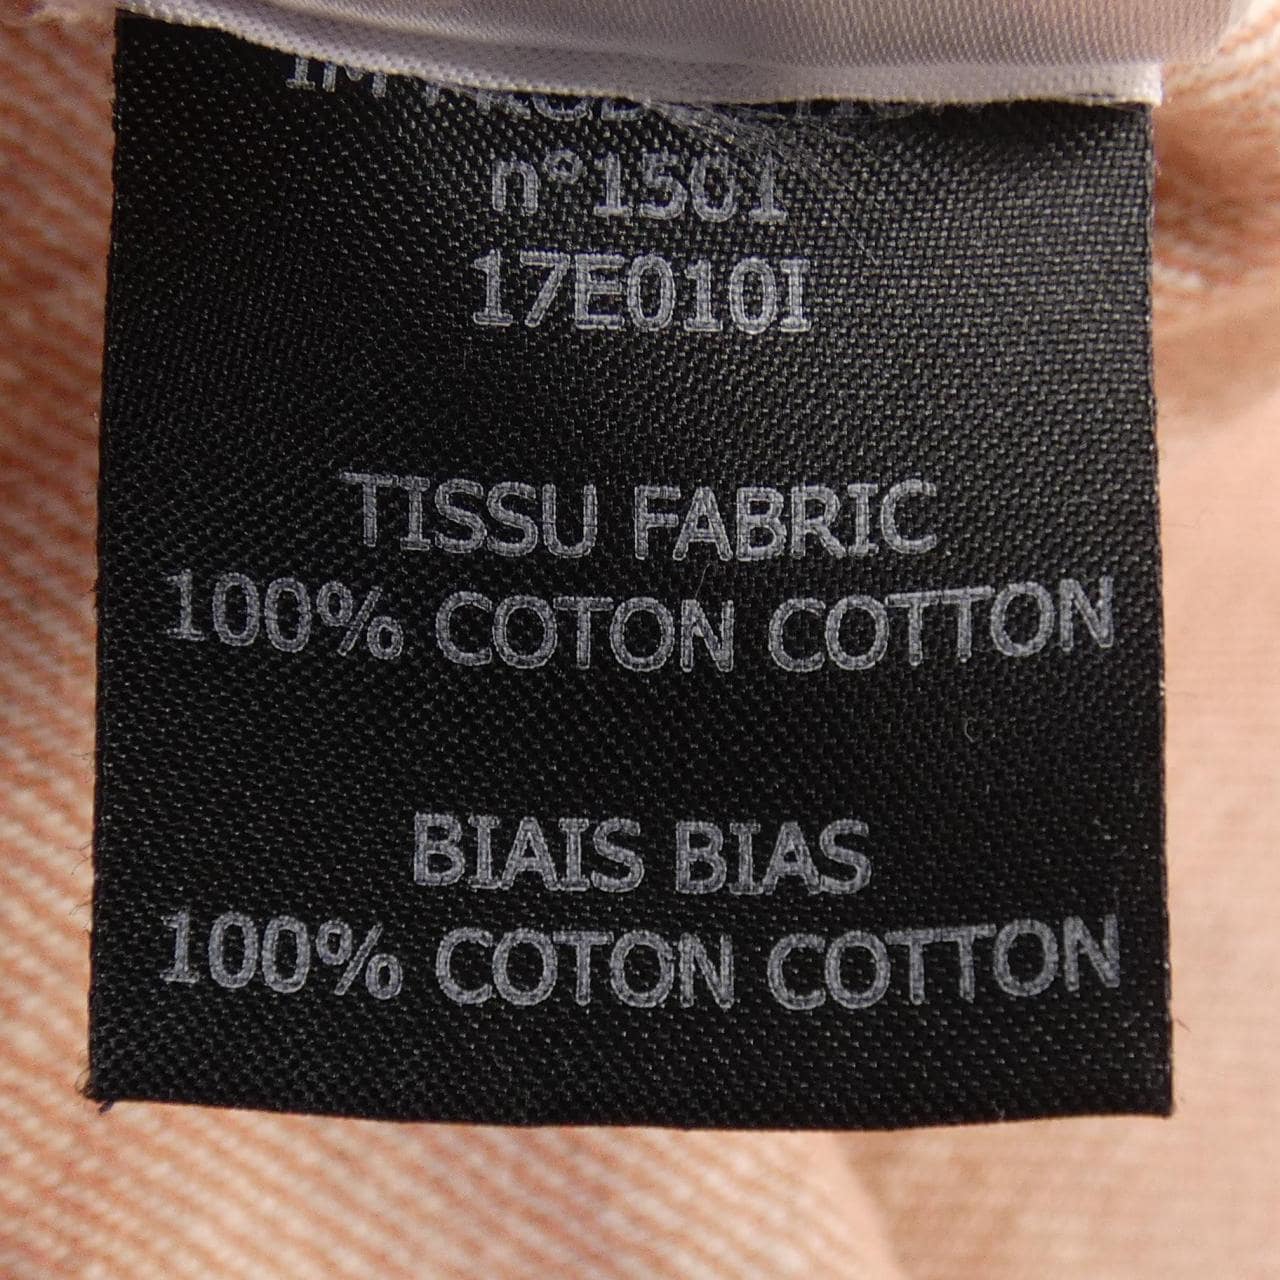 n°1501
17E010I
TISSU FABRIC
100% COTON COTTON
BIAIS BIAS
100% COTON COTTON